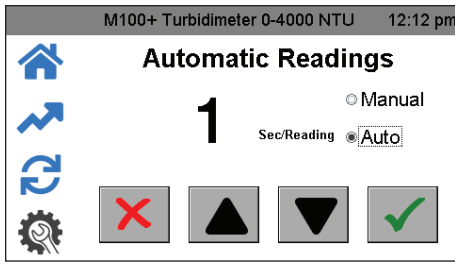 M100+ Turbidimeter 0-4000 NTU 12:12 pm
Automatic Readings
Manual
1 Sec/Reading Auto